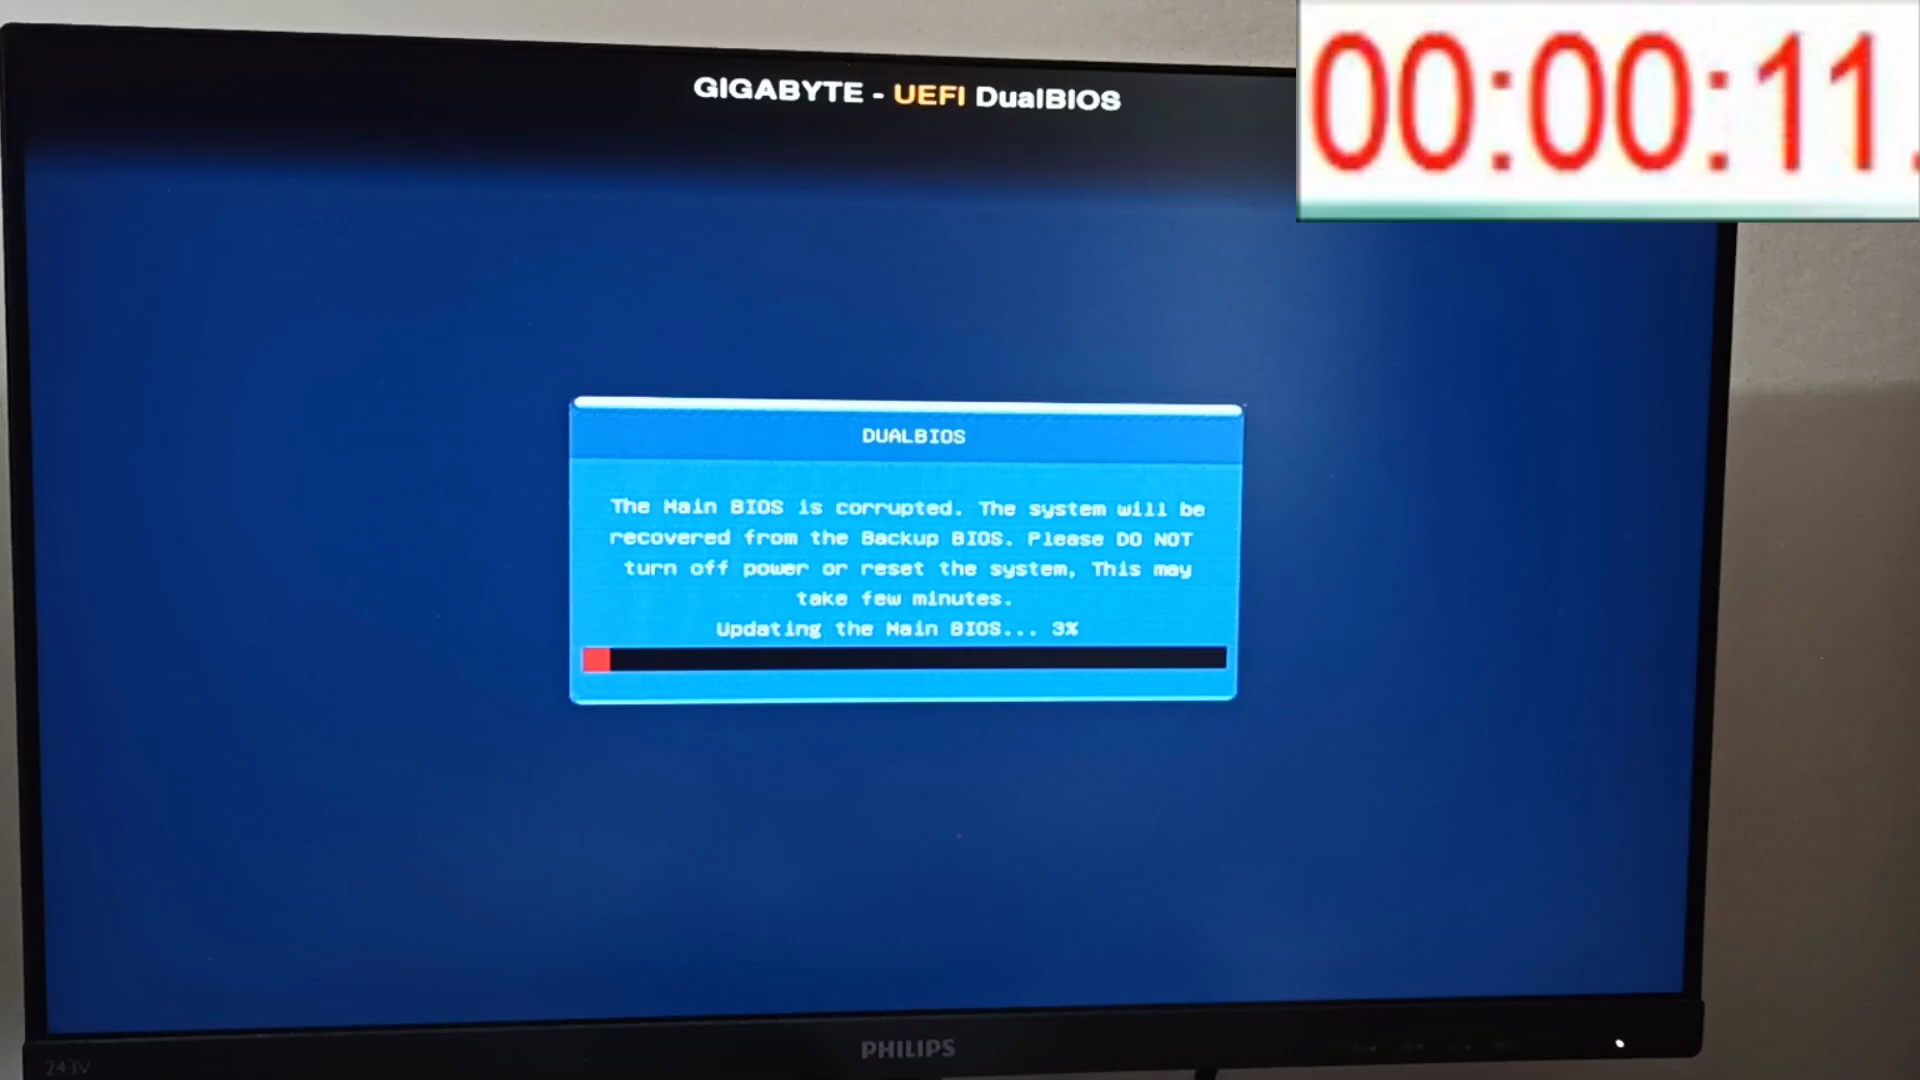 GIGABYTE - UEFI DualBIOS
00:00:11.
DUALBIOS
The Main BIOS is corrupted. The system will be
recovered from the Backup BIOS. Please DO NOT
turn off power or reset the system, This may
take few minutes.
Updating the Main BIOS... 3%
PHILIPS
243V